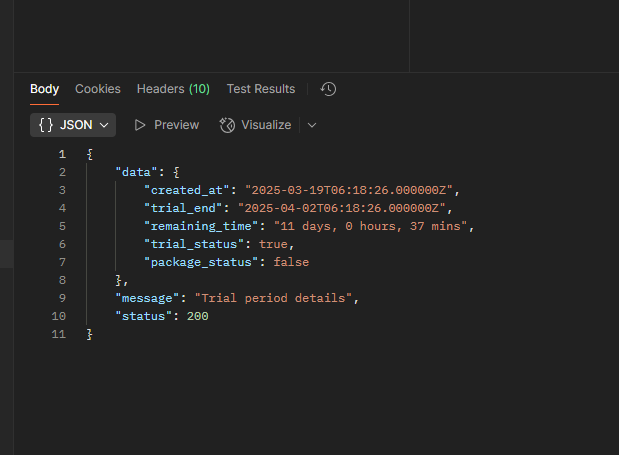 Body Cookies Headers (10) Test Results
{} JSON Preview Visualize
1 {
2 "data": {
3 "created_at": "2025-03-19T06:18:26.000000Z",
4 "trial_end": "2025-04-02T06:18:26.000000Z",
5 "remaining_time": "11 days, 0 hours, 37 mins",
6 "trial_status": true,
7 "package_status": false
8 },
9 "message": "Trial period details",
10 "status": 200
11 }